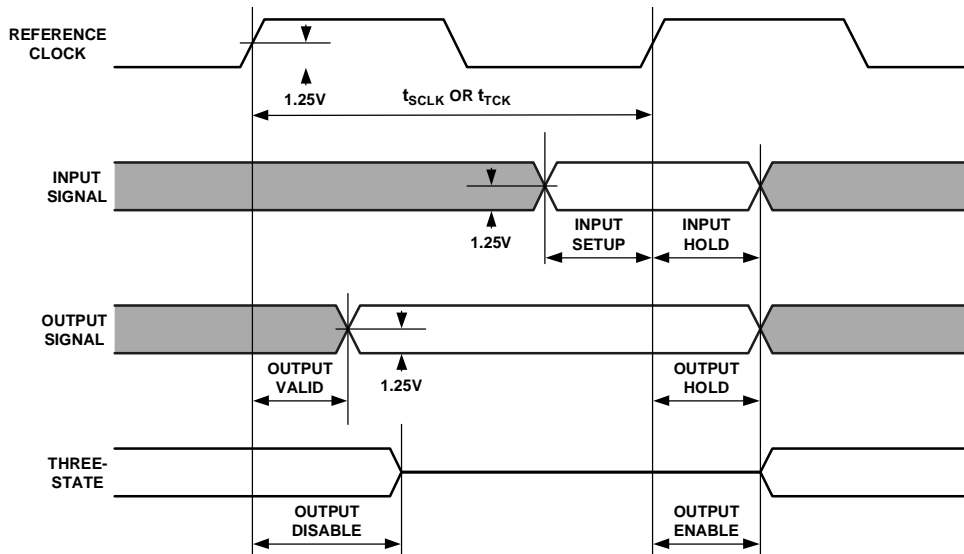 REFERENCE
CLOCK
1.25V
tSCLK OR tTCK
INPUT
SIGNAL
1.25V
INPUT
SETUP
INPUT
HOLD
OUTPUT
SIGNAL
1.25V
OUTPUT
VALID
OUTPUT
HOLD
THREE-
STATE
OUTPUT
DISABLE
OUTPUT
ENABLE